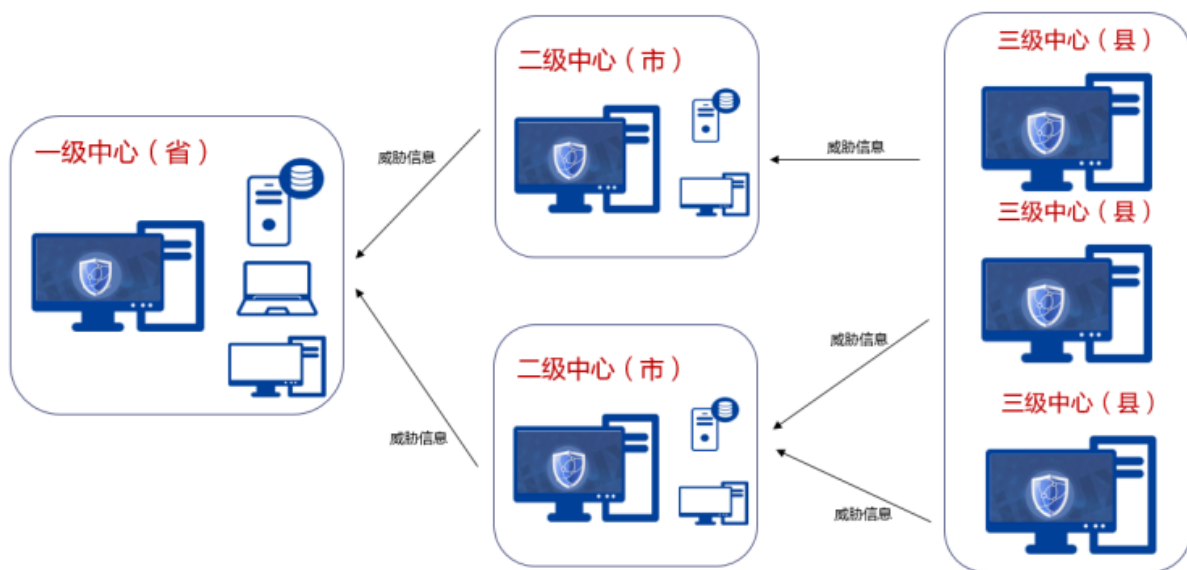 一级中心（省）
威胁信息
威胁信息
二级中心（市）
二级中心（市）
威胁信息
威胁信息
威胁信息
三级中心（县）
三级中心（县）
三级中心（县）